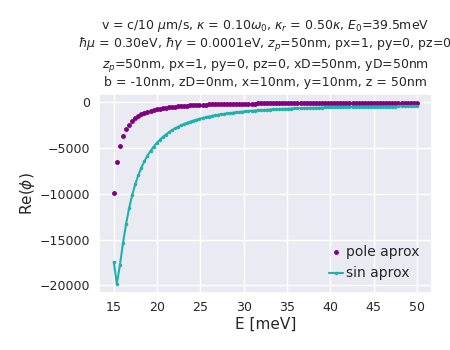 v = c/10 μm/s, κ = 0.10ω₀, κᵣ = 0.50κ, E₀=39.5meV
ħμ = 0.30eV, ħγ = 0.0001eV, zₚ=50nm, px=1, py=0, pz=0
zₚ=50nm, px=1, py=0, pz=0, xD=50nm, yD=50nm
b = -10nm, zD=0nm, x=10nm, y=10nm, z = 50nm
0
−5000
−10000
−15000
−20000
Re(ϕ)
pole aprox
sin aprox
15 20 25 30 35 40 45 50
E [meV]